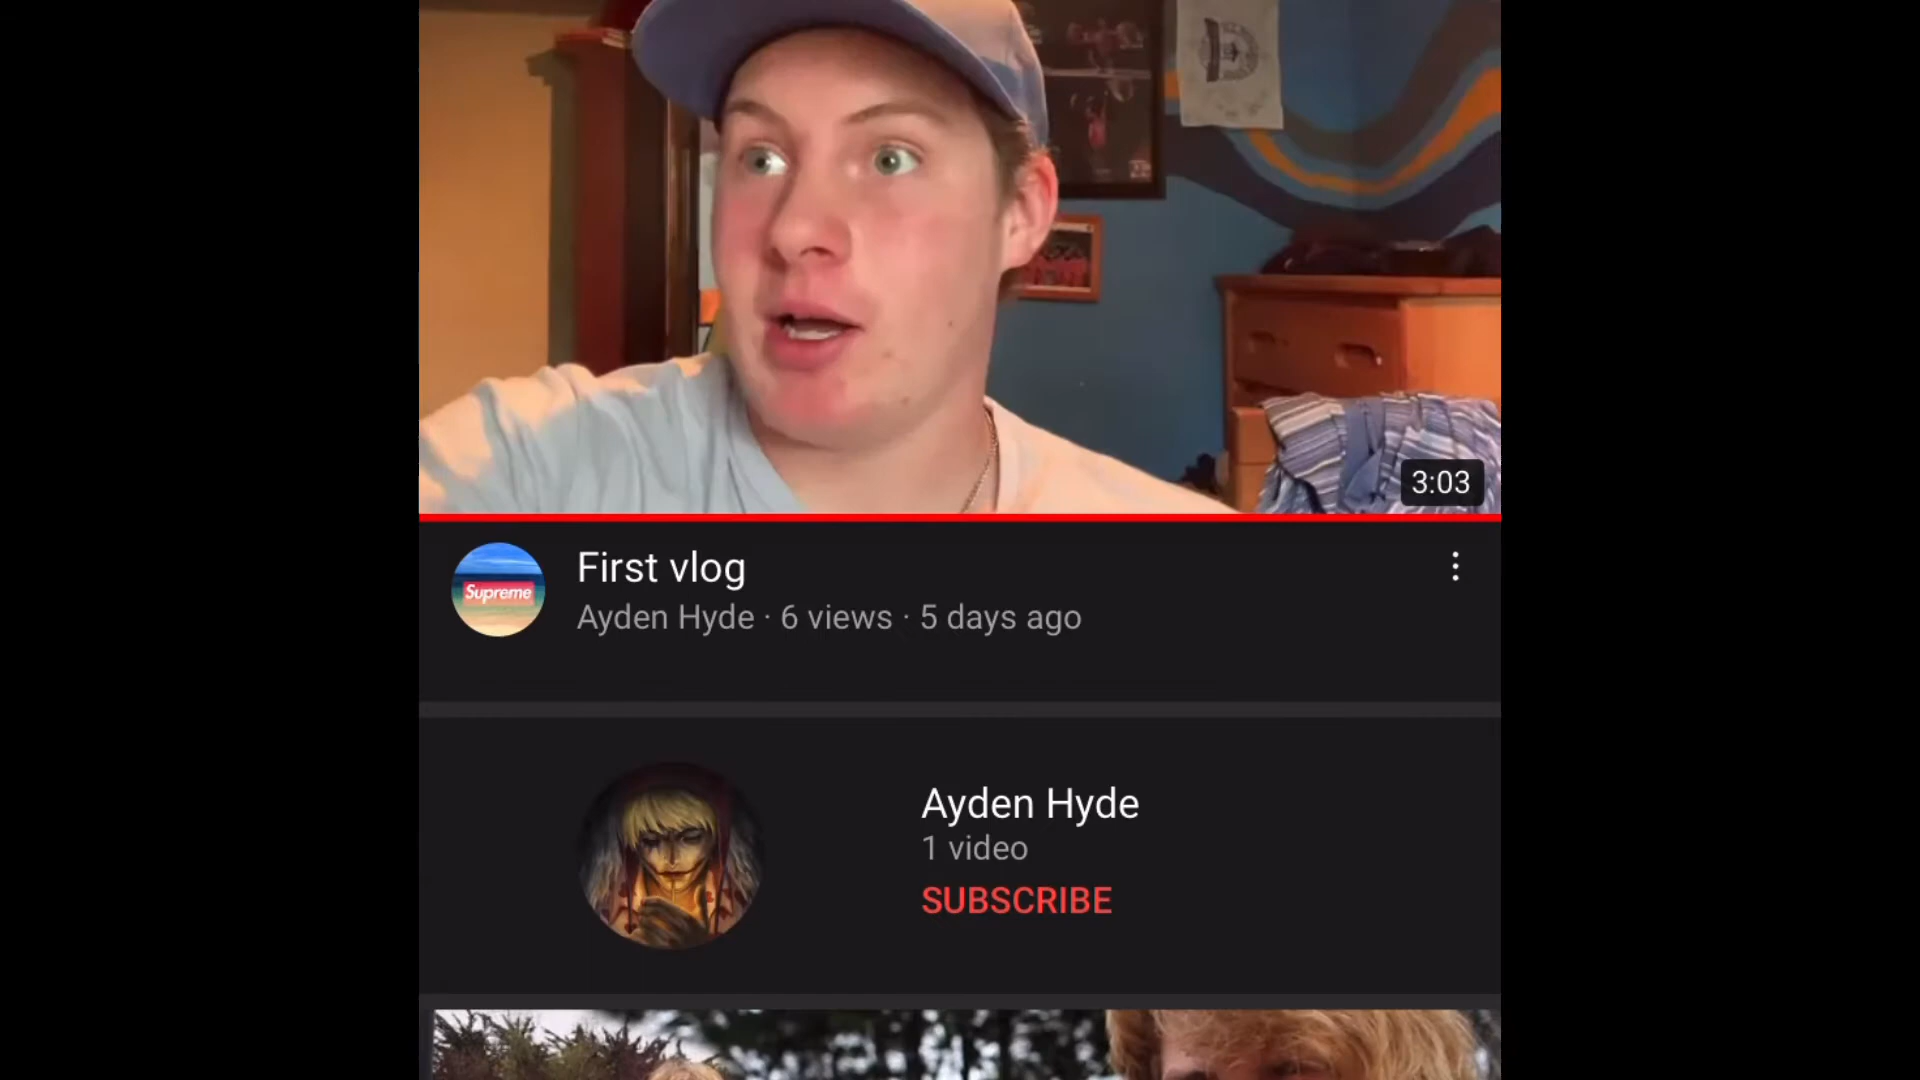 3:03
Supreme
First vlog
Ayden Hyde · 6 views · 5 days ago
Ayden Hyde
1 video
SUBSCRIBE